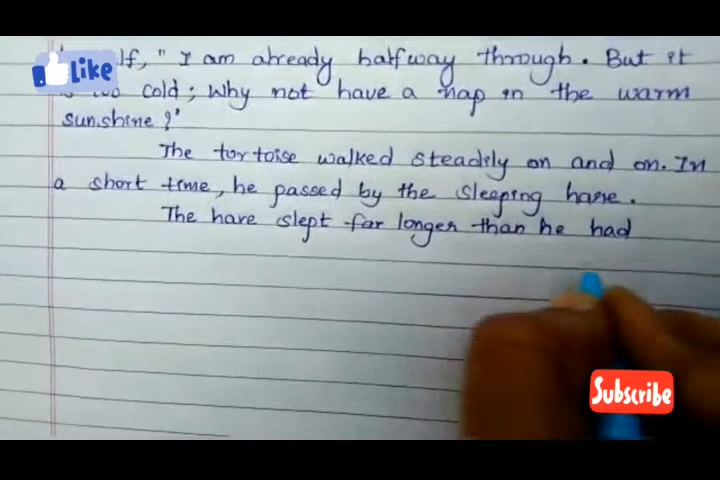 Like
"I am already halfway through. But it
too cold; Why not have a nap in the warm
sunshine?"
The tortoise walked steadily on and on. In
a short time, he passed by the sleeping hare.
The hare slept far longer than he had
Subscribe